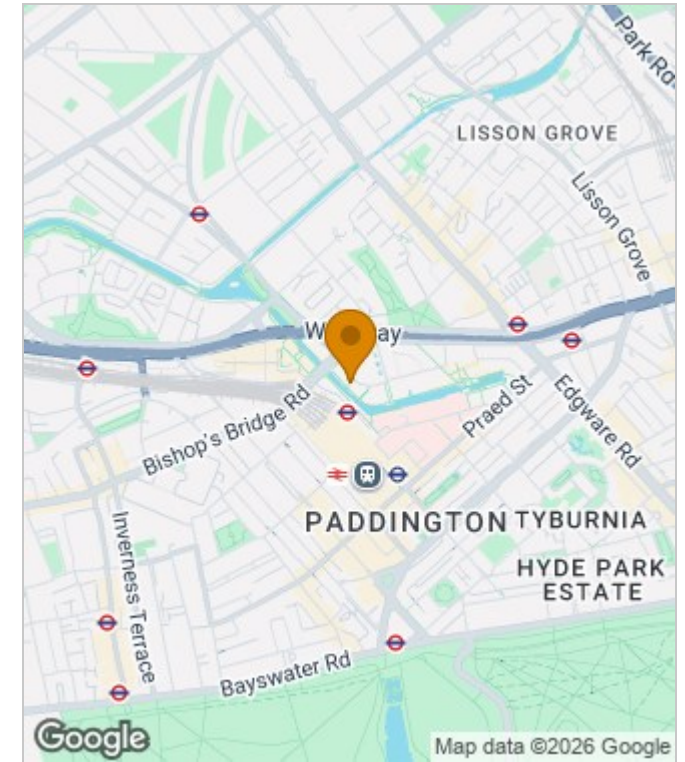 Park Rd
LISSON GROVE
Lisson Grove
W
ay
Bishop's Bridge Rd
Praed St
Edgware Rd
PADDINGTON
TYBURNIA
HYDE PARK
ESTATE
Inverness Terrace
Bayswater Rd
Google
Map data ©2026 Google